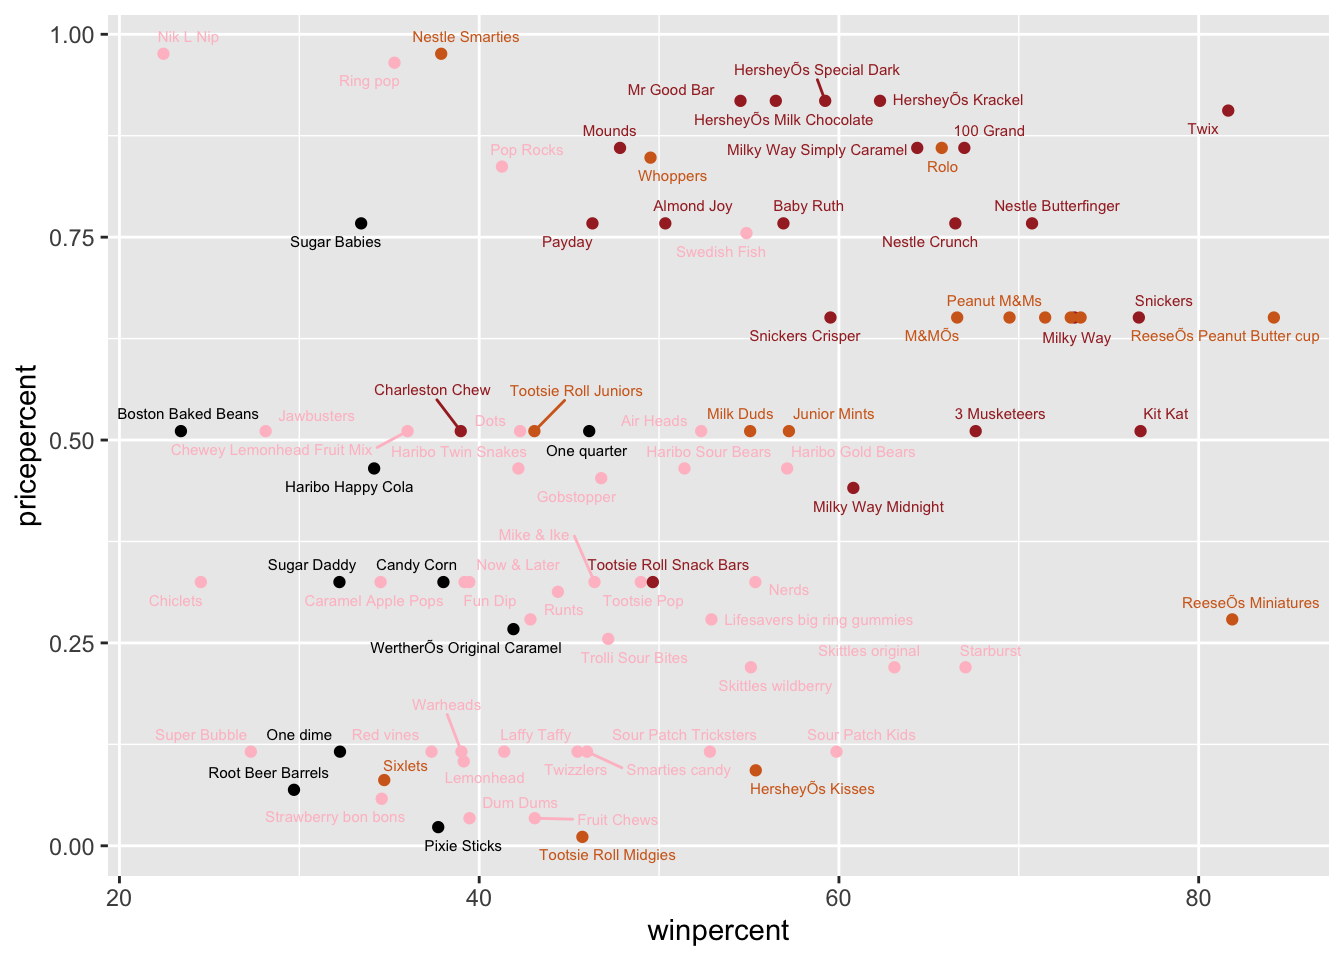 1.00
Nik L Nip
Nestle Smarties
Ring pop
HersheyÕs Special Dark
Mr Good Bar
HersheyÕs Krackel
HersheyÕs Milk Chocolate
Twix
Mounds
100 Grand
Pop Rocks
Milky Way Simply Caramel
Rolo
Whoppers
Almond Joy
Baby Ruth
Nestle Butterfinger
0.75
Sugar Babies
Payday
Nestle Crunch
Swedish Fish
Peanut M&Ms
Snickers
Snickers Crisper
M&MÕs
Milky Way
ReeseÕs Peanut Butter cup
Charleston Chew
Tootsie Roll Juniors
Boston Baked Beans
Jawbusters
Dots
Air Heads
Milk Duds
Junior Mints
3 Musketeers
Kit Kat
0.50
Chewey Lemonhead Fruit Mix
Haribo Twin Snakes
One quarter
Haribo Sour Bears
Haribo Gold Bears
Haribo Happy Cola
Gobstopper
Milky Way Midnight
pricepercent
Mike & Ike
Sugar Daddy
Candy Corn
Now & Later
Tootsie Roll Snack Bars
Nerds
Chiclets
Caramel Apple Pops
Fun Dip
Tootsie Pop
ReeseÕs Miniatures
Runts
Lifesavers big ring gummies
0.25
WertherÕs Original Caramel
Trolli Sour Bites
Skittles original
Starburst
Skittles wildberry
Warheads
Super Bubble
One dime
Red vines
Laffy Taffy
Sour Patch Tricksters
Sour Patch Kids
Root Beer Barrels
Sixlets
Lemonhead
Twizzlers
Smarties candy
HersheyÕs Kisses
Strawberry bon bons
Dum Dums
Fruit Chews
0.00
Pixie Sticks
Tootsie Roll Midgies
20
40
60
80
winpercent